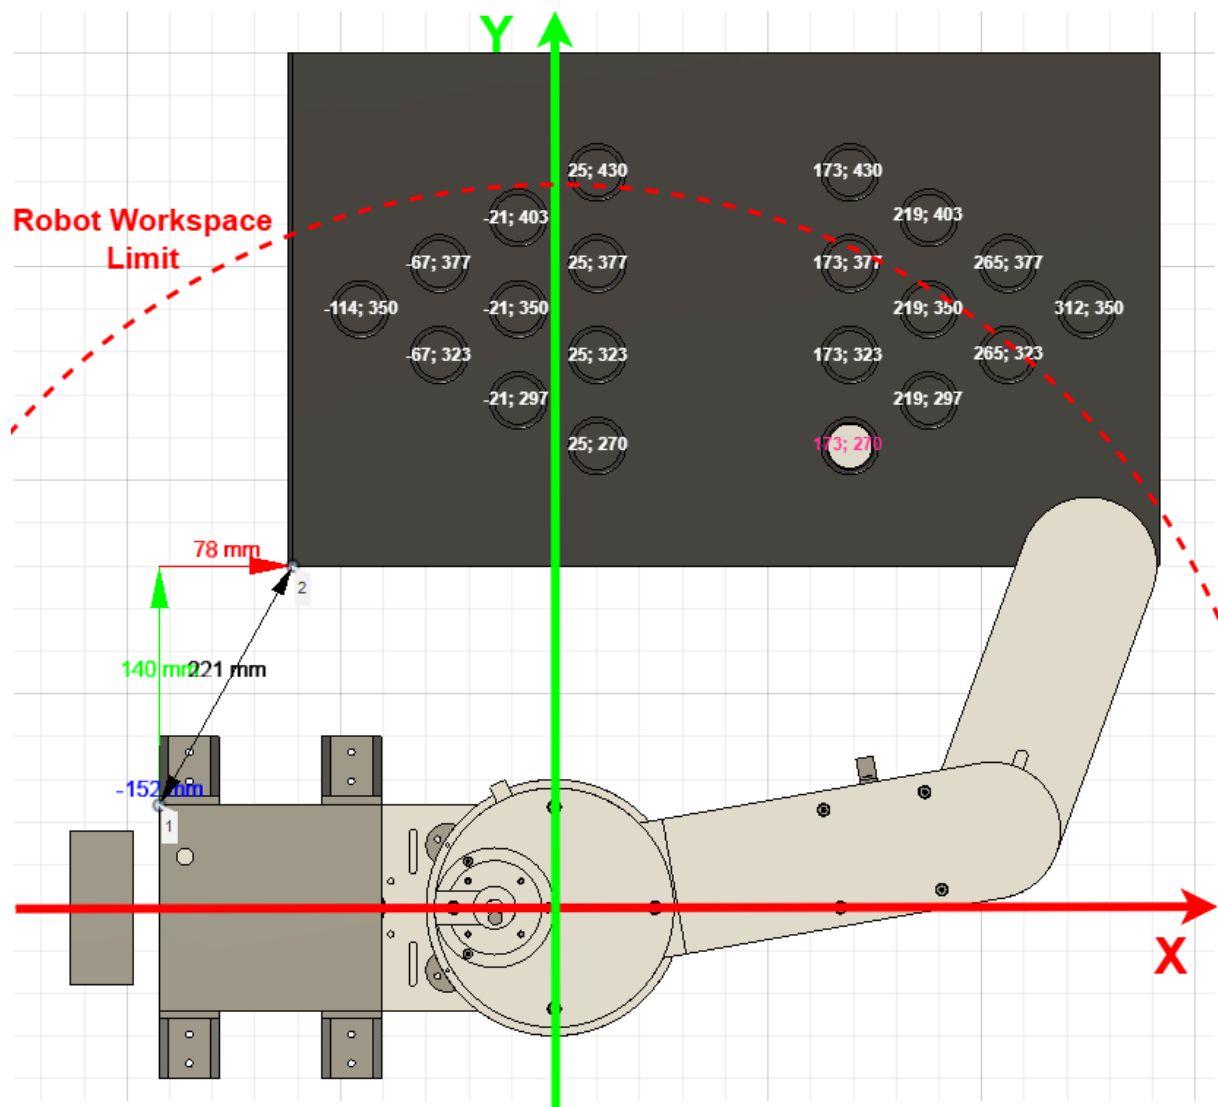 Y
25; 430
173; 430
-21; 403
219; 403
Robot Workspace
Limit
-67; 377
25; 377
173; 377
265; 377
-114; 350
-21; 350
219; 350
312; 350
-67; 323
25; 323
173; 323
265; 323
-21; 297
219; 297
25; 270
173; 270
78 mm
2
140 mm
221 mm
-152 mm
1
X